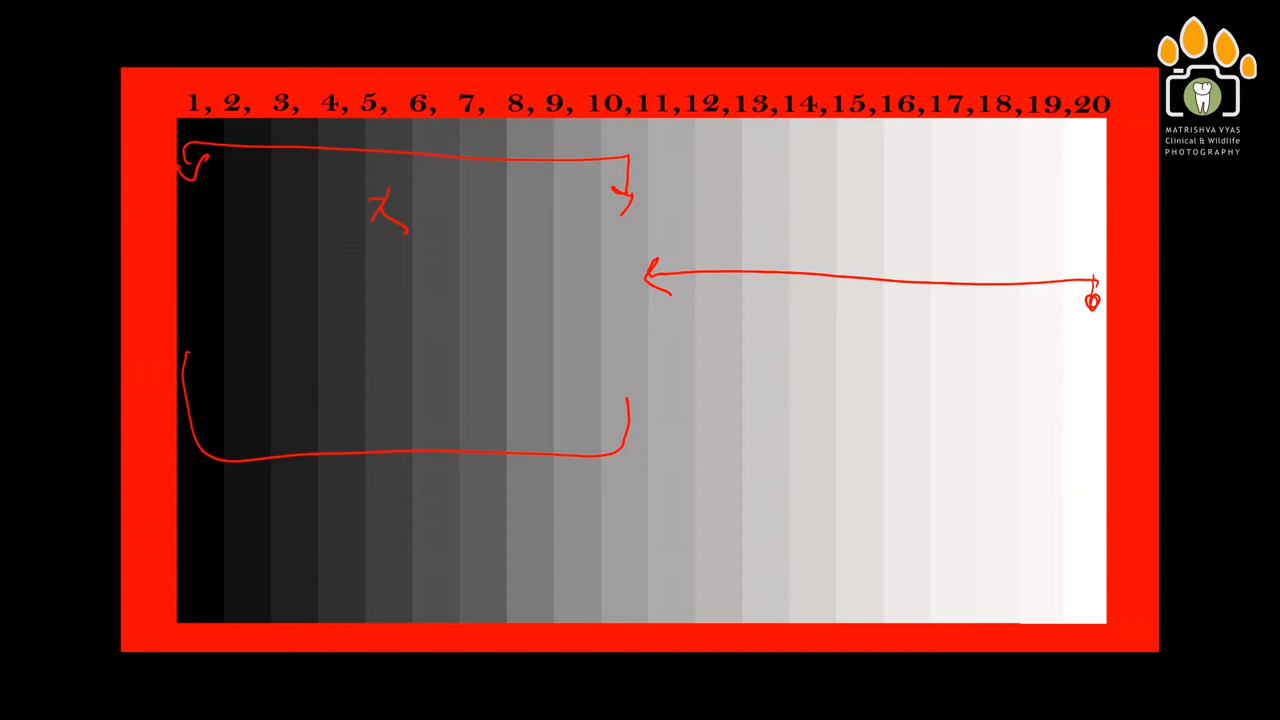 1, 2, 3, 4, 5, 6, 7, 8, 9, 10, 11, 12, 13, 14, 15, 16, 17, 18, 19, 20
MATRISHVA VYAS
Clinical & Wildlife
PHOTOGRAPHY